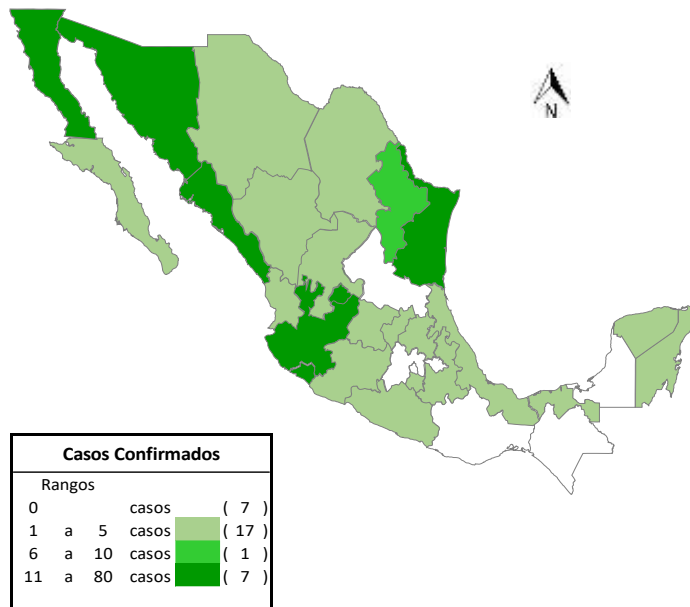 N
Casos Confirmados
Rangos
0 casos ( 7 )
1 a 5 casos ( 17 )
6 a 10 casos ( 1 )
11 a 80 casos ( 7 )